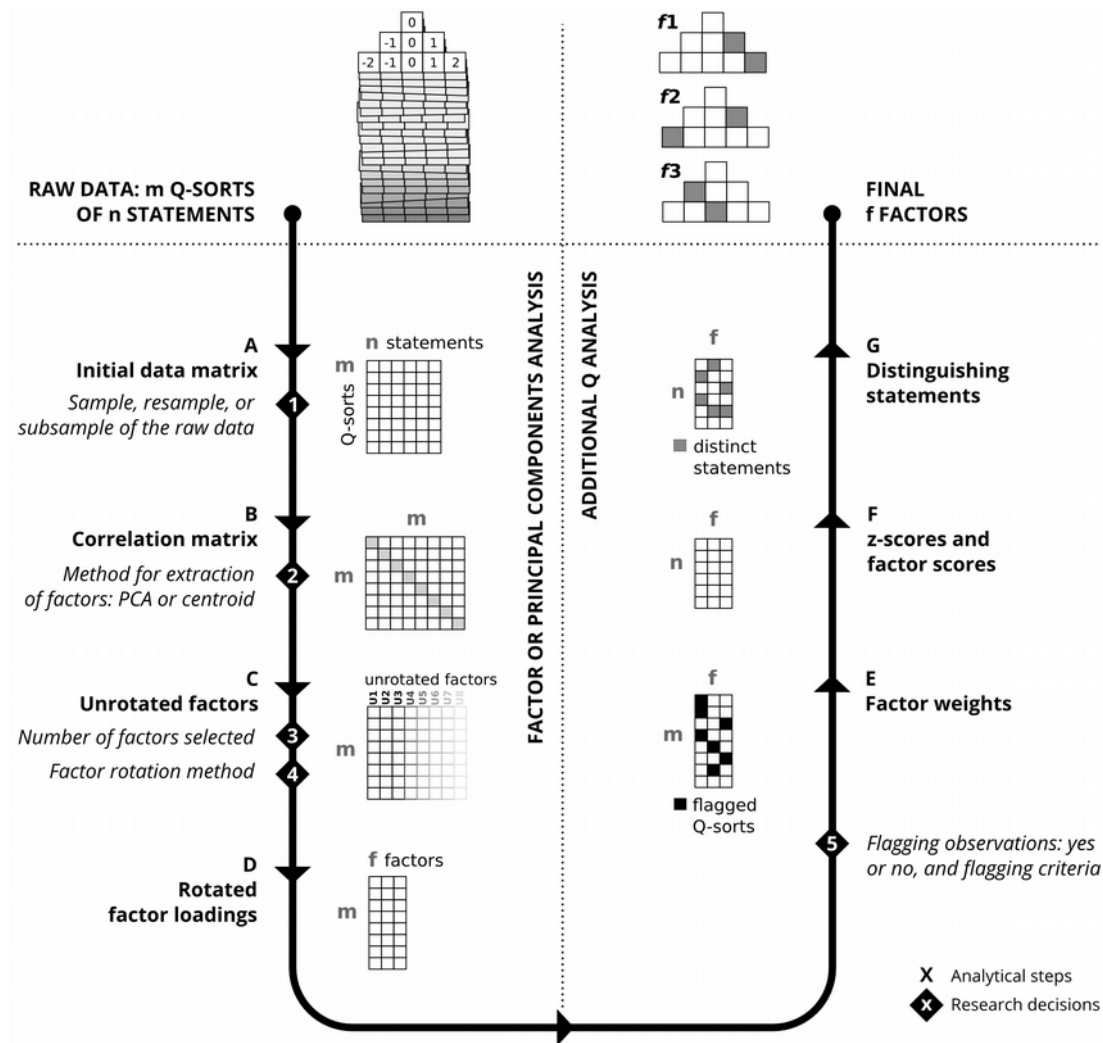 0
-1 0 1
-2 -1 0 1 2
RAW DATA: m Q-SORTS
OF n STATEMENTS
f1
f2
f3
FINAL
f FACTORS
FACTOR OR PRINCIPAL COMPONENTS ANALYSIS
ADDITIONAL Q ANALYSIS
A
Initial data matrix
1
Sample, resample, or
subsample of the raw data
n statements
m
Q-sorts
B
Correlation matrix
2
Method for extraction
of factors: PCA or centroid
m
m
C
Unrotated factors
3
Number of factors selected
4
Factor rotation method
unrotated factors
U1 U2 U3 U4 U5 U6 U7 U8
m
D
Rotated
factor loadings
f factors
m
5
Flagging observations: yes
or no, and flagging criteria
E
Factor weights
f
m
flagged
Q-sorts
F
z-scores and
factor scores
f
n
G
Distinguishing
statements
f
n
distinct
statements
X Analytical steps
X Research decisions